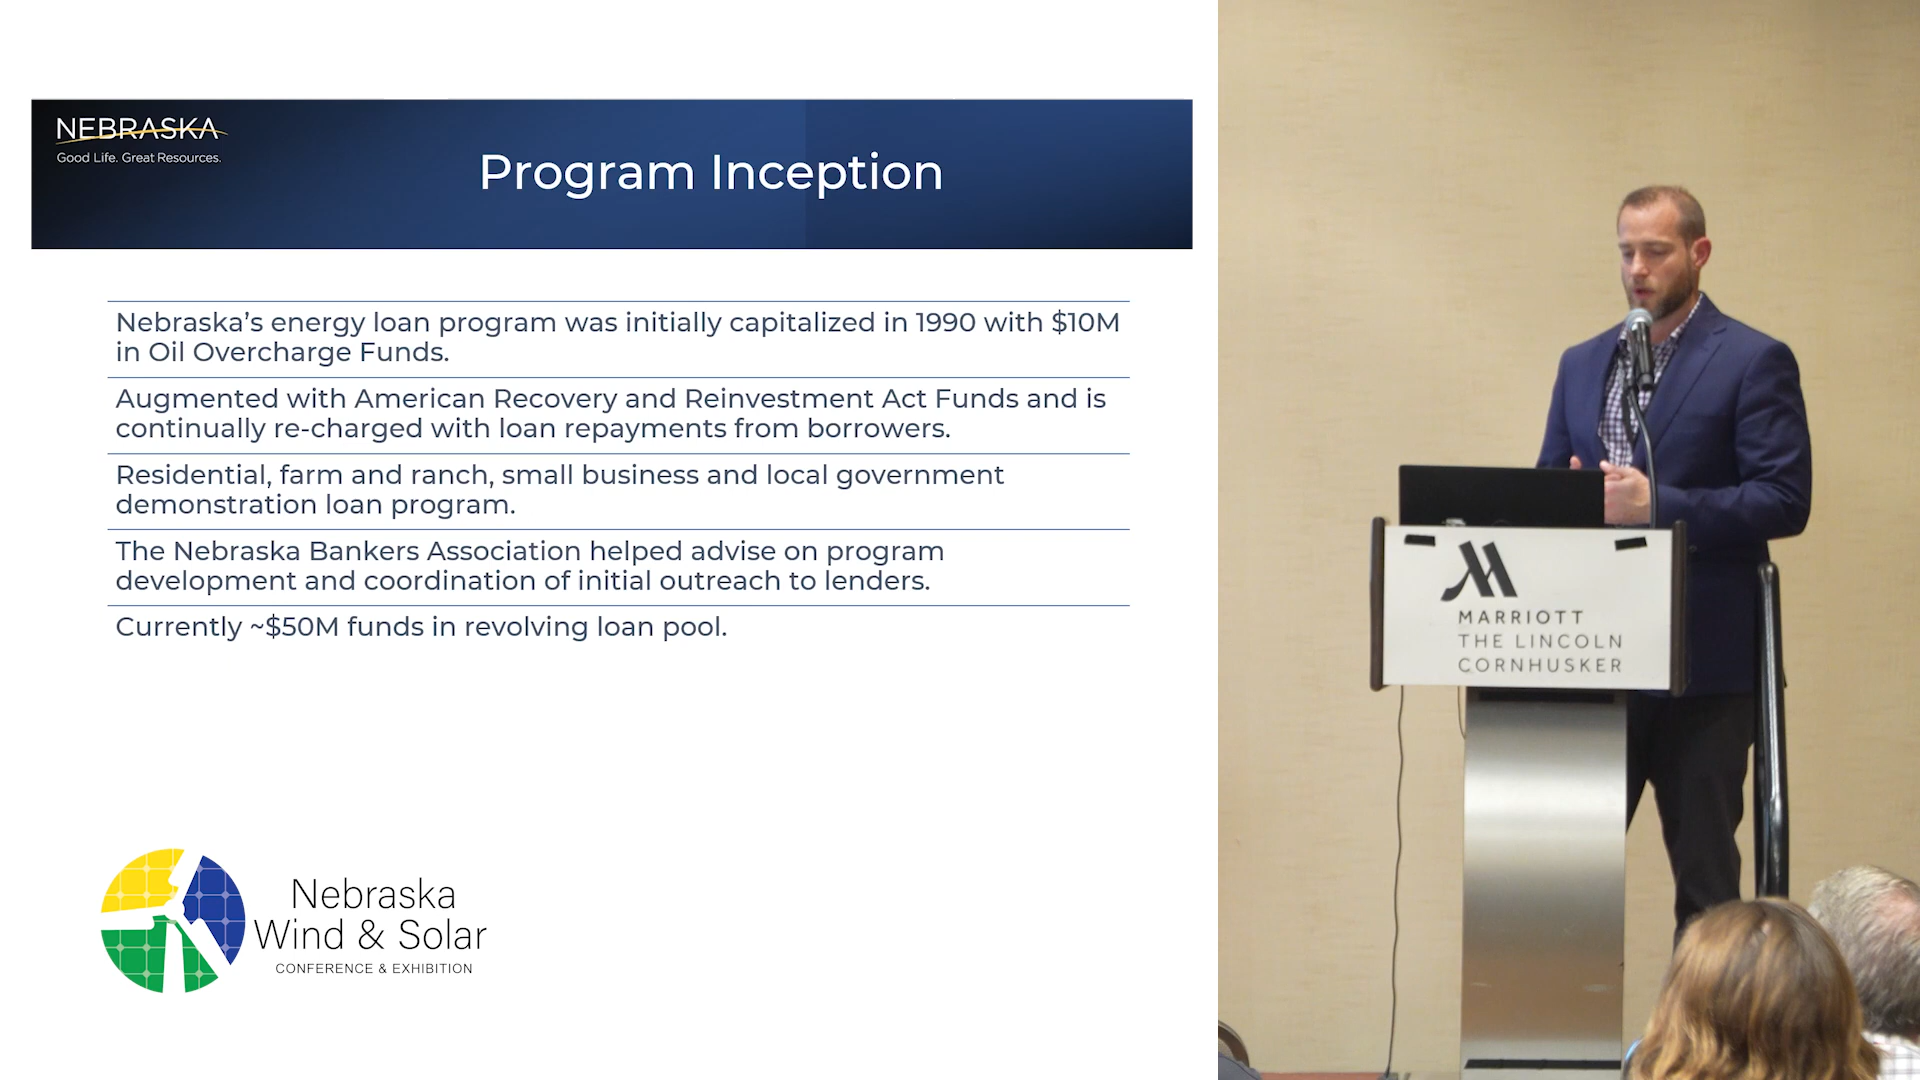 NEBRASKA
Good Life. Great Resources.
Program Inception
Nebraska’s energy loan program was initially capitalized in 1990 with $10M
in Oil Overcharge Funds.
Augmented with American Recovery and Reinvestment Act Funds and is
continually re-charged with loan repayments from borrowers.
Residential, farm and ranch, small business and local government
demonstration loan program.
The Nebraska Bankers Association helped advise on program
development and coordination of initial outreach to lenders.
Currently ~$50M funds in revolving loan pool.
Nebraska
Wind & Solar
CONFERENCE & EXHIBITION
MARRIOTT
THE LINCOLN
CORNHUSKER